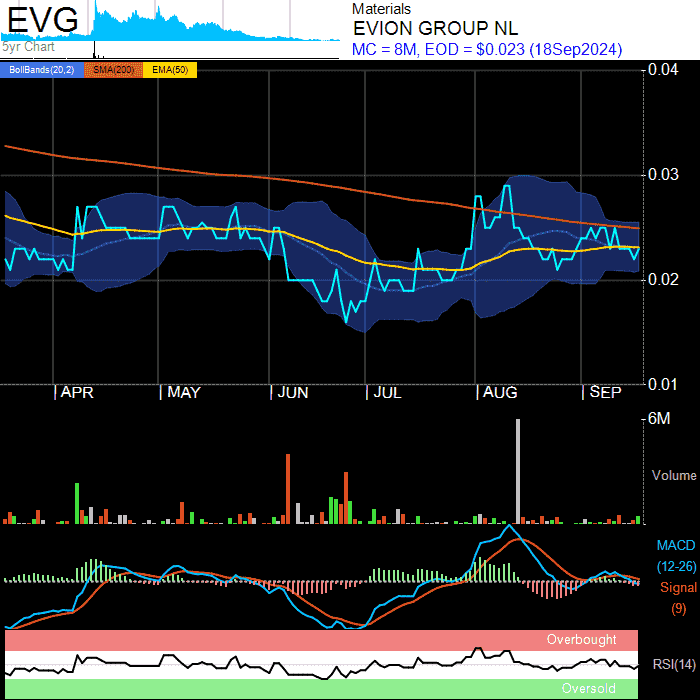 EVG
5yr Chart
Materials
EVION GROUP NL
MC = 8M, EOD = $0.023 (18Sep2024)
BollBands(20,2) SMA(200) EMA(50)
0.04
0.03
0.02
0.01
APR MAY JUN JUL AUG SEP
6M
Volume
MACD
(12-26)
Signal
(9)
Overbought
RSI(14)
Oversold